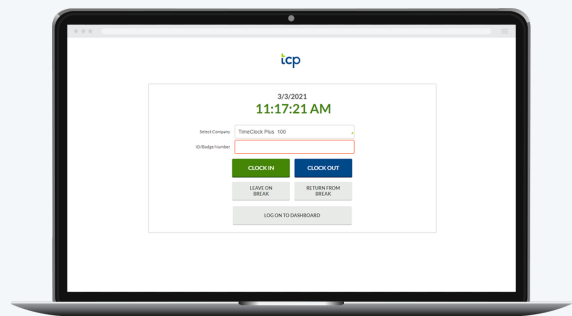 tcp
3/3/2021
11:17:21 AM
Select Company TimeClock Plus 100
ID/Badge Number
CLOCK IN CLOCK OUT
LEAVE ON BREAK RETURN FROM BREAK
LOG ON TO DASHBOARD